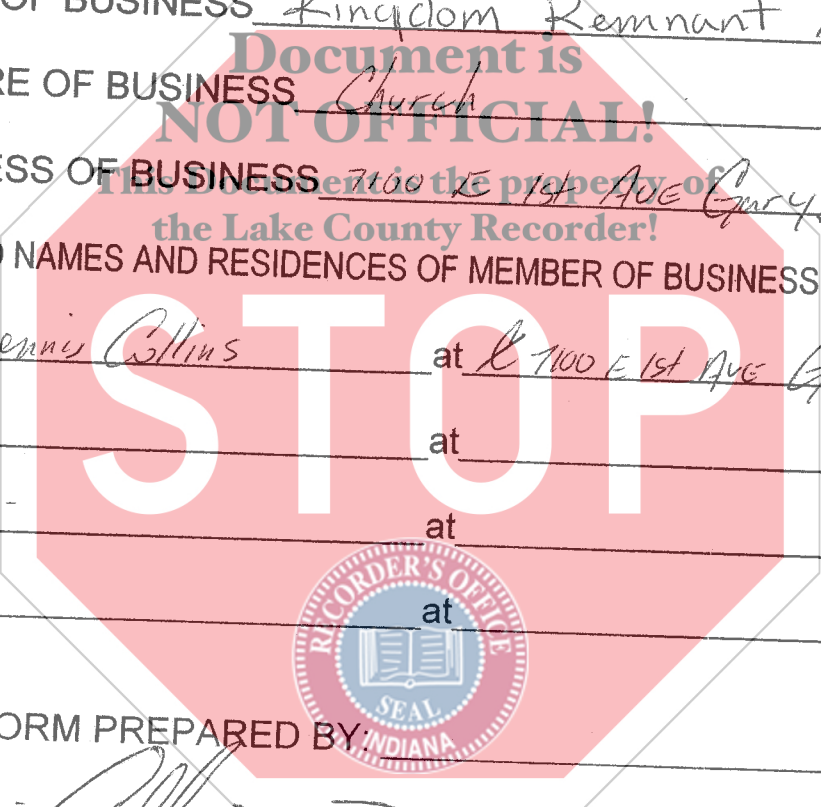 OF BUSINESS Kingdom Remnant
Document is
RE OF BUSINESS Church
NOT OFFICIAL!
ESS OF BUSINESS 7100 E 1st AVE Gary
This Document is the property of
the Lake County Recorder!
NAMES AND RESIDENCES OF MEMBER OF BUSINESS
ennis Collins at 7100 E 1st AVE G
STOP
at
at
at
RECORDER'S OFFICE
SEAL
INDIANA
ORM PREPARED BY: